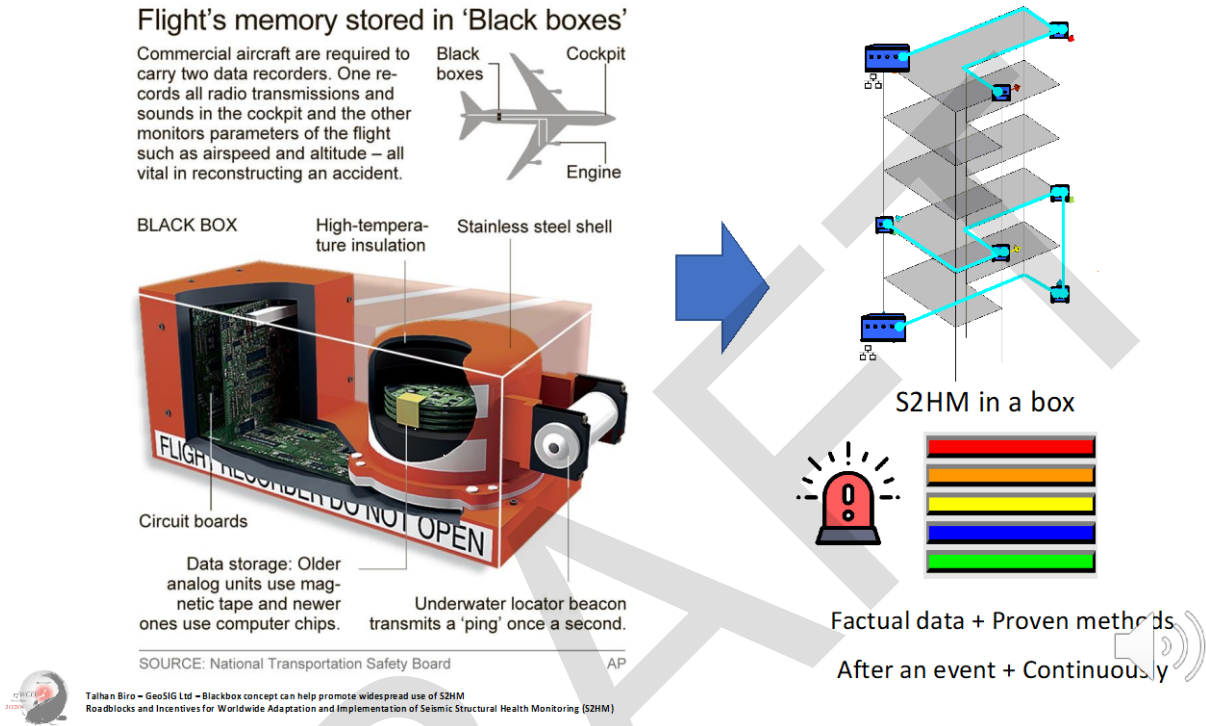 Flight's memory stored in 'Black boxes'
Commercial aircraft are required to
carry two data recorders. One re-
cords all radio transmissions and
sounds in the cockpit and the other
monitors parameters of the flight
such as airspeed and altitude – all
vital in reconstructing an accident.
Black
boxes
Cockpit
Engine
BLACK BOX
High-tempera-
ture insulation
Stainless steel shell
FLIGHT RECORDER DO NOT OPEN
Circuit boards
Data storage: Older
analog units use mag-
netic tape and newer
ones use computer chips.
Underwater locator beacon
transmits a 'ping' once a second.
SOURCE: National Transportation Safety Board
AP
S2HM in a box
Factual data + Proven methods
After an event + Continuously
DRAFT
Talhan Biro – GeoSIG Ltd – Blackbox concept can help promote widespread use of S2HM
Roadblocks and Incentives for Worldwide Adaptation and Implementation of Seismic Structural Health Monitoring (S2HM)